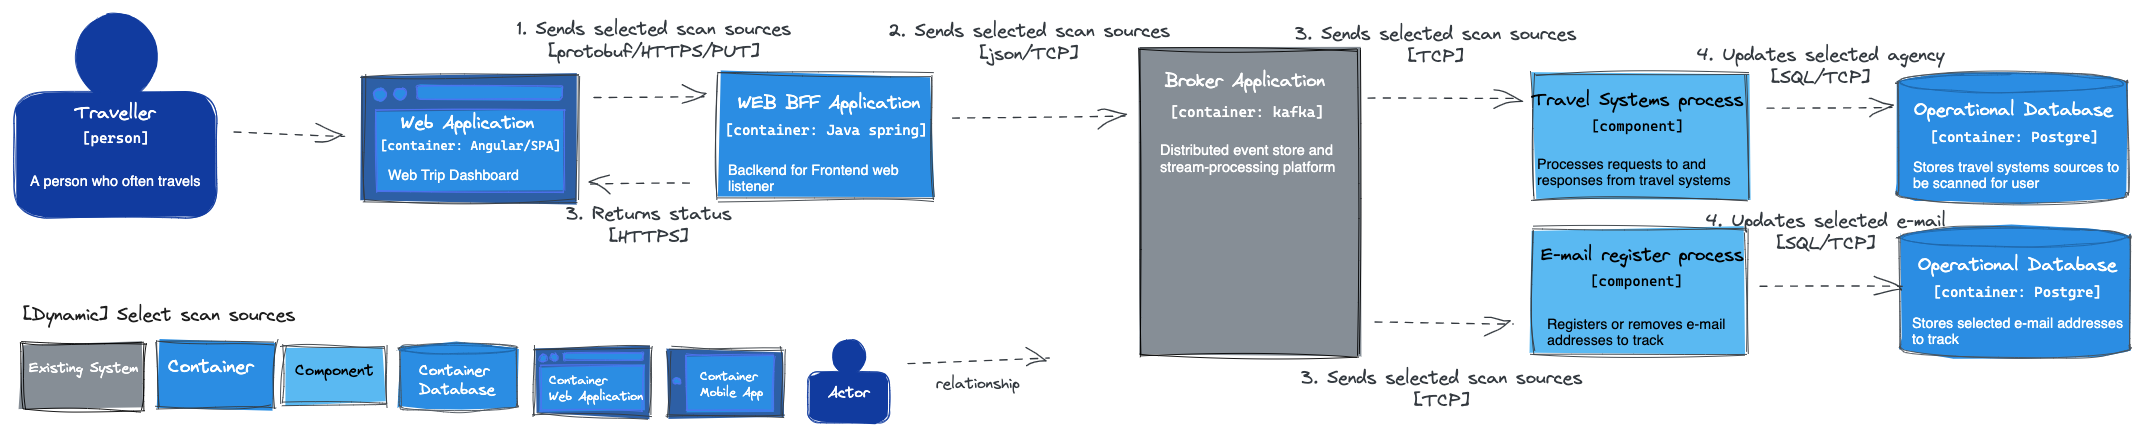 Traveller
[person]
A person who often travels
1. Sends selected scan sources
[protobuf/HTTPS/PUT]
Web Application
[container: Angular/SPA]
Web Trip Dashboard
3. Returns status
[HTTPS]
WEB BFF Application
[container: Java spring]
Baclkend for Frontend web
listener
2. Sends selected scan sources
[json/TCP]
Broker Application
[container: kafka]
Distributed event store and
stream-processing platform
3. Sends selected scan sources
[TCP]
Travel Systems process
[component]
Processes requests to and
responses from travel systems
4. Updates selected agency
[SQL/TCP]
Operational Database
[container: Postgre]
Stores travel systems sources to
be scanned for user
3. Sends selected scan sources
[TCP]
E-mail register process
[component]
Registers or removes e-mail
addresses to track
4. Updates selected e-mail
[SQL/TCP]
Operational Database
[container: Postgre]
Stores selected e-mail addresses
to track
[Dynamic] Select scan sources
Existing System
Container
Component
Container
Database
Container
Web Application
Container
Mobile App
Actor
relationship